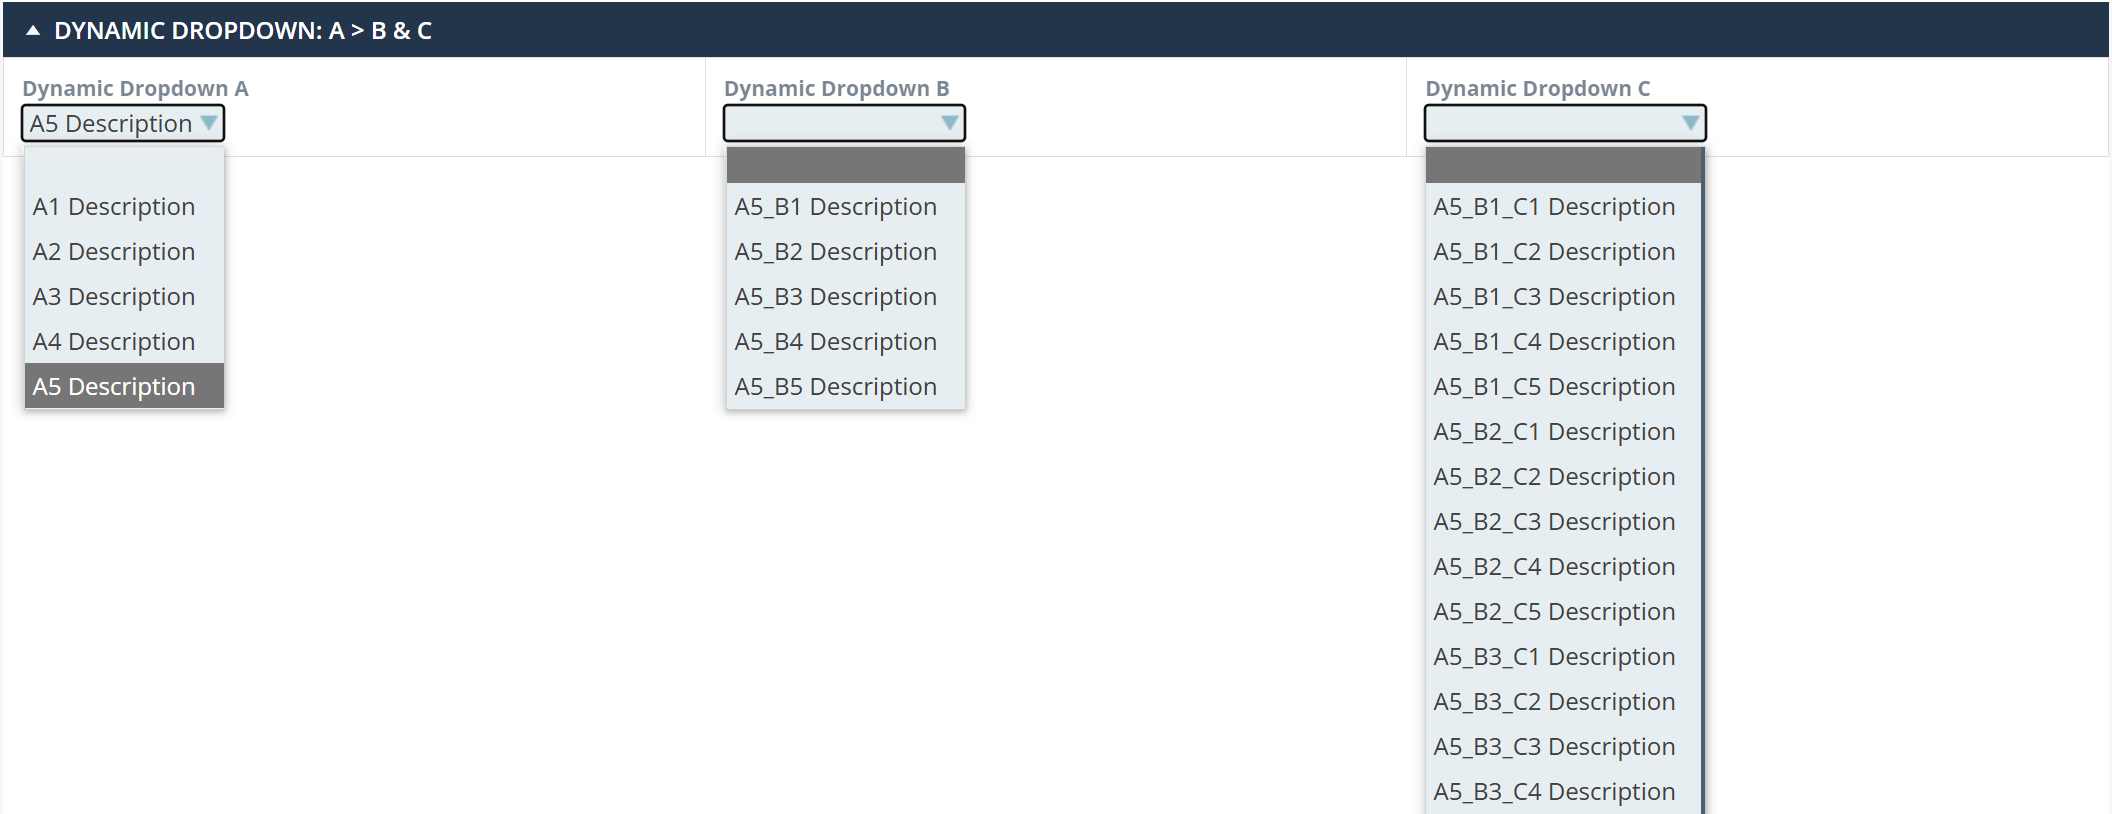 DYNAMIC DROPDOWN: A > B & C
Dynamic Dropdown A
A5 Description
A1 Description
A2 Description
A3 Description
A4 Description
A5 Description
Dynamic Dropdown B
A5_B1 Description
A5_B2 Description
A5_B3 Description
A5_B4 Description
A5_B5 Description
Dynamic Dropdown C
A5_B1_C1 Description
A5_B1_C2 Description
A5_B1_C3 Description
A5_B1_C4 Description
A5_B1_C5 Description
A5_B2_C1 Description
A5_B2_C2 Description
A5_B2_C3 Description
A5_B2_C4 Description
A5_B2_C5 Description
A5_B3_C1 Description
A5_B3_C2 Description
A5_B3_C3 Description
A5_B3_C4 Description